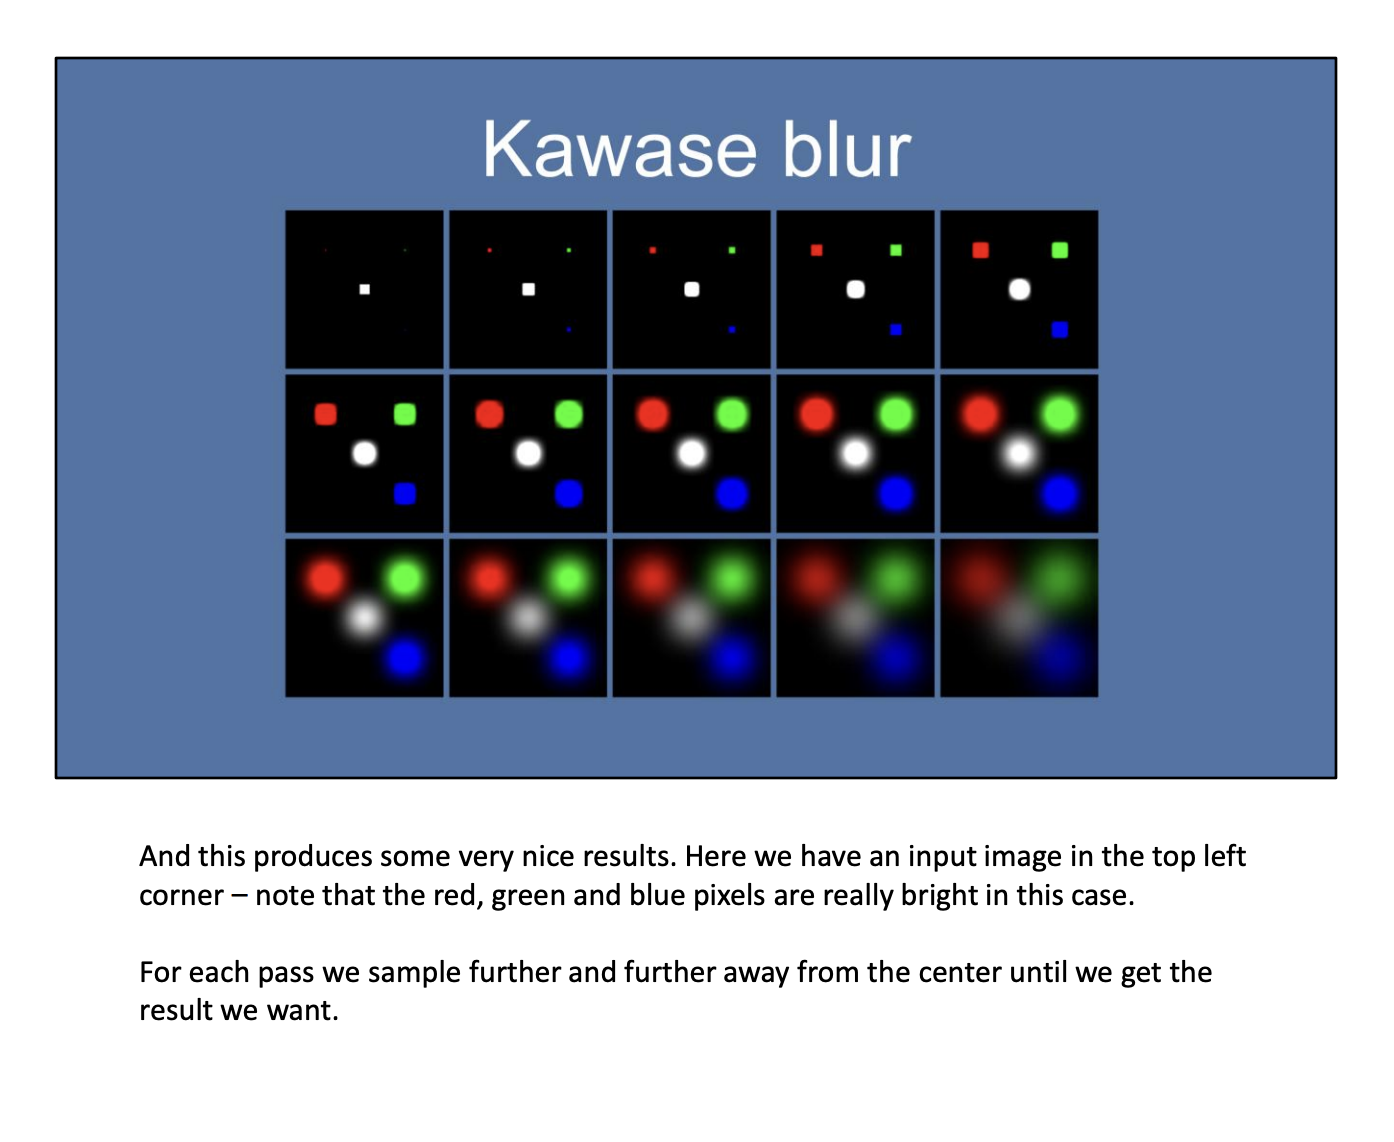 Kawase blur
And this produces some very nice results. Here we have an input image in the top left
corner – note that the red, green and blue pixels are really bright in this case.
For each pass we sample further and further away from the center until we get the
result we want.